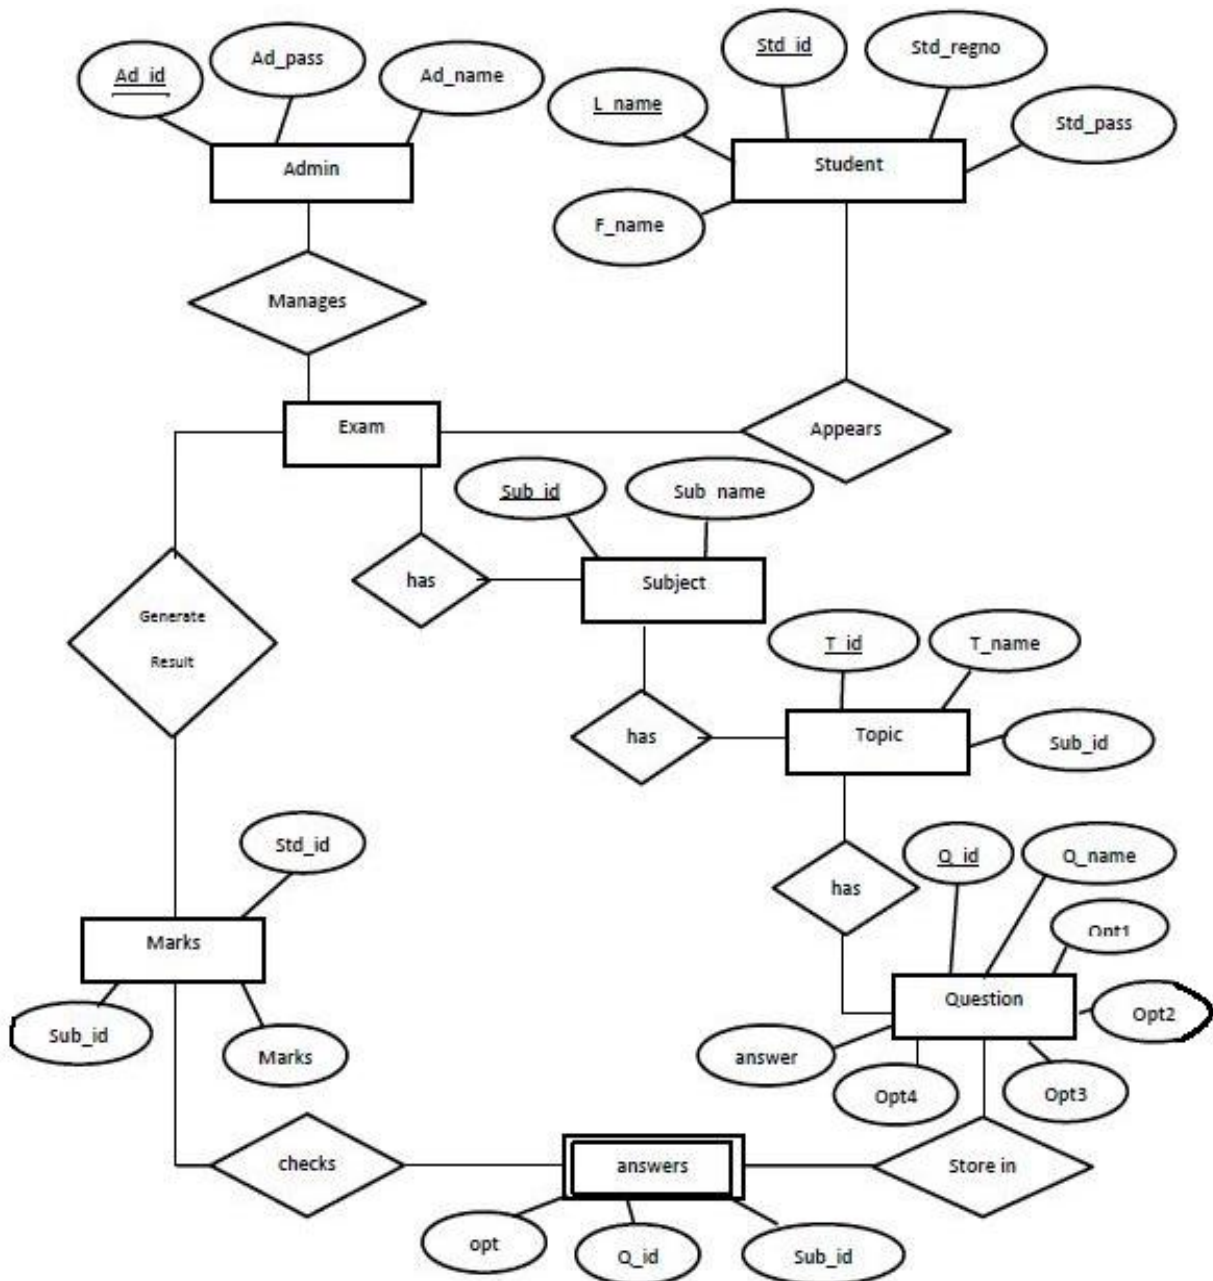 Ad_id
Ad_pass
Ad_name
Admin
Std_id
Std_regno
L_name
Std_pass
Student
F_name
Manages
Exam
Appears
Sub_id
Sub_name
has
Subject
Generate
Result
T_id
T_name
has
Topic
Sub_id
Std_id
Q_id
Q_name
has
Opt1
Marks
Question
Opt2
Sub_id
Marks
answer
Opt4
Opt3
checks
answers
Store in
opt
Q_id
Sub_id